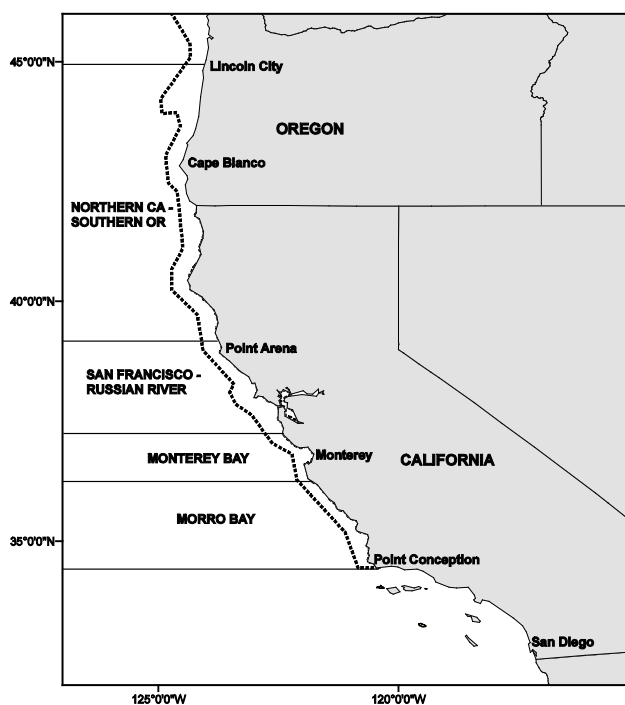 45°0'0"N
Lincoln City
OREGON
Cape Blanco
NORTHERN CA -
SOUTHERN OR
40°0'0"N
Point Arena
SAN FRANCISCO -
RUSSIAN RIVER
MONTEREY BAY
Monterey
CALIFORNIA
MORRO BAY
35°0'0"N
Point Conception
San Diego
125°0'0"W
120°0'0"W